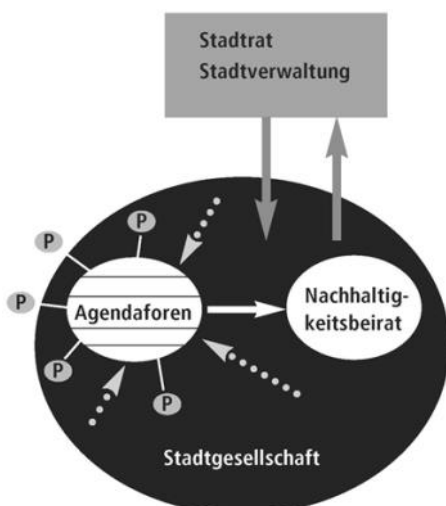 Stadtrat
Stadtverwaltung
P
P
P
Agendaforen
Nachhaltig-
keitsbeirat
P
P
Stadtgesellschaft